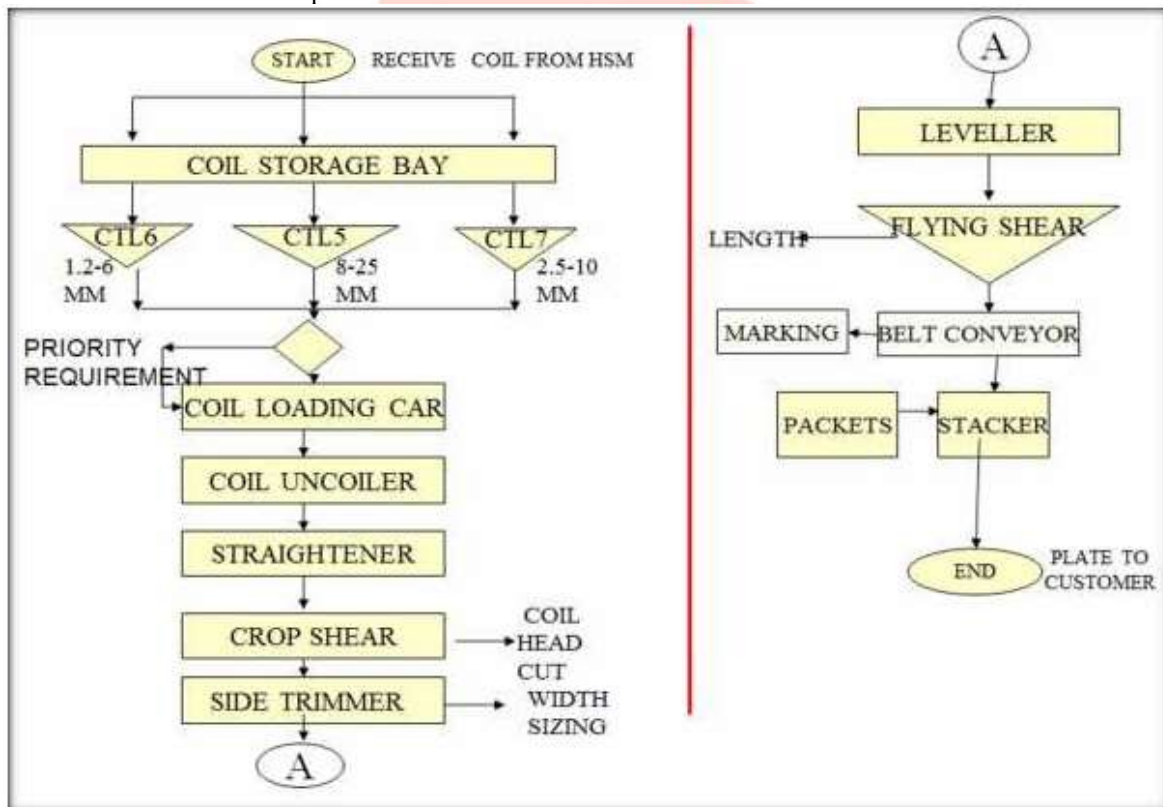 START
RECEIVE COIL FROM HSM
COIL STORAGE BAY
CTL6
CTL5
CTL7
1.2-6
MM
8-25
MM
2.5-10
MM
PRIORITY
REQUIREMENT
COIL LOADING CAR
COIL UNCOILER
STRAIGHTENER
CROP SHEAR
COIL
HEAD
CUT
SIDE TRIMMER
WIDTH
SIZING
A
A
LEVELLER
FLYING SHEAR
LENGTH
MARKING
BELT CONVEYOR
PACKETS
STACKER
END
PLATE TO
CUSTOMER